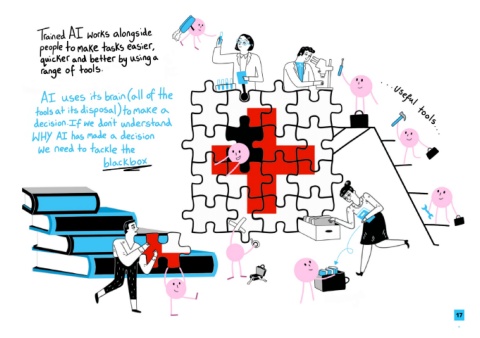 Trained AI works alongside
people to make tasks easier,
quicker and better by using a
range of tools.
AI uses its brain (all of the
tools at its disposal) to make a
decision. If we don't understand
WHY AI has made a decision
we need to tackle the
blackbox
...Useful tools...
17